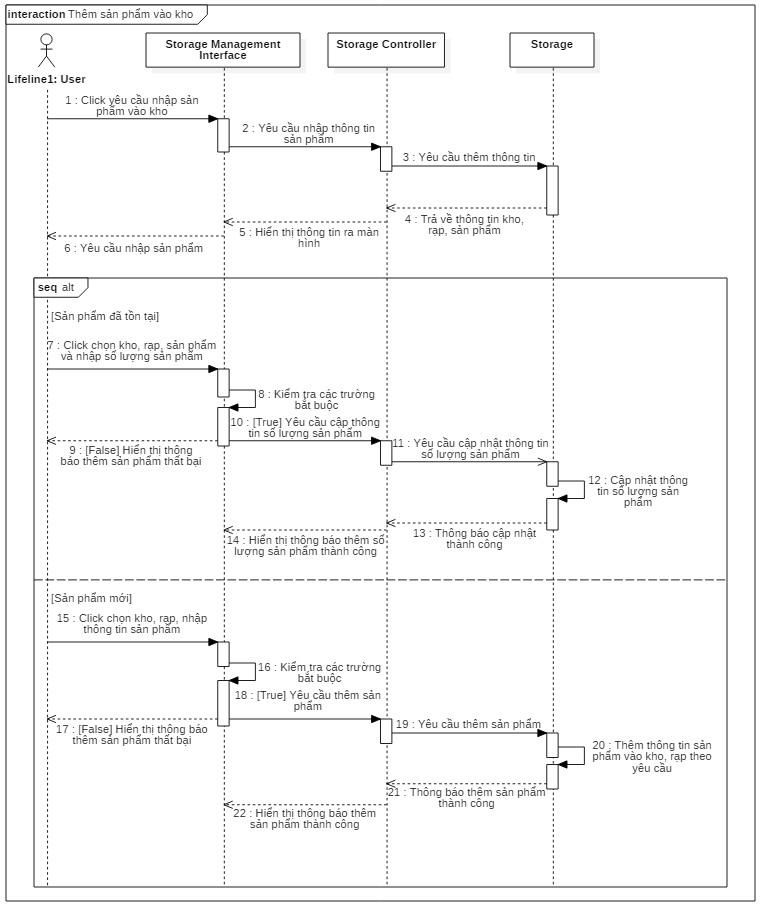 interaction Thêm sản phẩm vào kho
Storage Management
Interface
Storage Controller
Storage
Lifeline1: User
1 : Click yêu cầu nhập sản
phẩm vào kho
2 : Yêu cầu nhập thông tin
sản phẩm
3 : Yêu cầu thêm thông tin
4 : Trả về thông tin kho,
rạp, sản phẩm
5 : Hiển thị thông tin ra màn
hình
6 : Yêu cầu nhập sản phẩm
seq alt
[Sản phẩm đã tồn tại]
7 : Click chọn kho, rạp, sản phẩm
và nhập số lượng sản phẩm
8 : Kiểm tra các trường
bắt buộc
10 : [True] Yêu cầu cập thông
tin số lượng sản phẩm
9 : [False] Hiển thị thông
báo thêm sản phẩm thất bại
11 : Yêu cầu cập nhật thông tin
số lượng sản phẩm
12 : Cập nhật thông
tin số lượng sản
phẩm
13 : Thông báo cập nhật
thành công
14 : Hiển thị thông báo thêm số
lượng sản phẩm thành công
[Sản phẩm mới]
15 : Click chọn kho, rạp, nhập
thông tin sản phẩm
16 : Kiểm tra các trường
bắt buộc
18 : [True] Yêu cầu thêm sản
phẩm
17 : [False] Hiển thị thông báo
thêm sản phẩm thất bại
19 : Yêu cầu thêm sản phẩm
20 : Thêm thông tin sản
phẩm vào kho, rạp theo
yêu cầu
21 : Thông báo thêm sản phẩm
thành công
22 : Hiển thị thông báo thêm
sản phẩm thành công